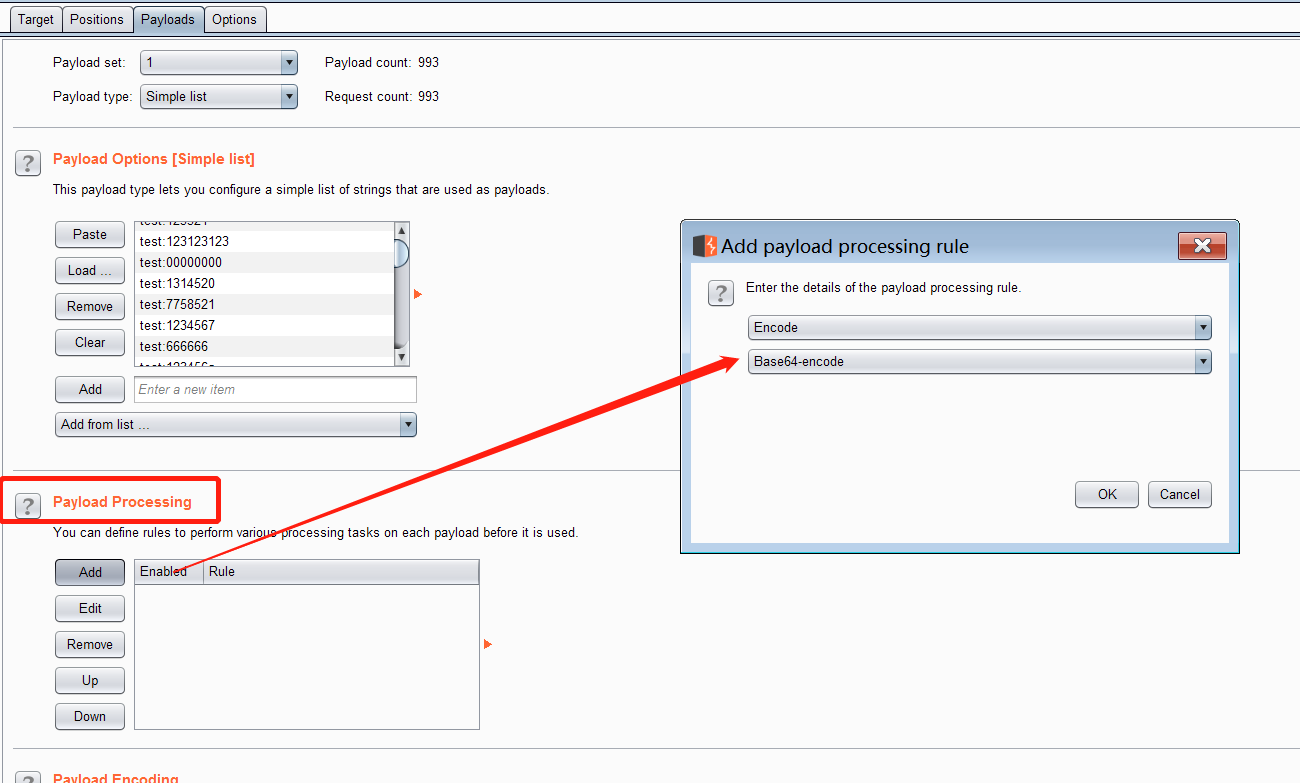 Target Positions Payloads Options
Payload set: 1 Payload count: 993
Payload type: Simple list Request count: 993
? Payload Options [Simple list]
This payload type lets you configure a simple list of strings that are used as payloads.
Paste
Load ...
Remove
Clear
test:123123123
test:00000000
test:1314520
test:7758521
test:1234567
test:666666
Add Enter a new item
Add from list ...
? Payload Processing
You can define rules to perform various processing tasks on each payload before it is used.
Add
Edit
Remove
Up
Down
Enabled Rule
? Payload Encoding
Add payload processing rule
? Enter the details of the payload processing rule.
Encode
Base64-encode
OK Cancel